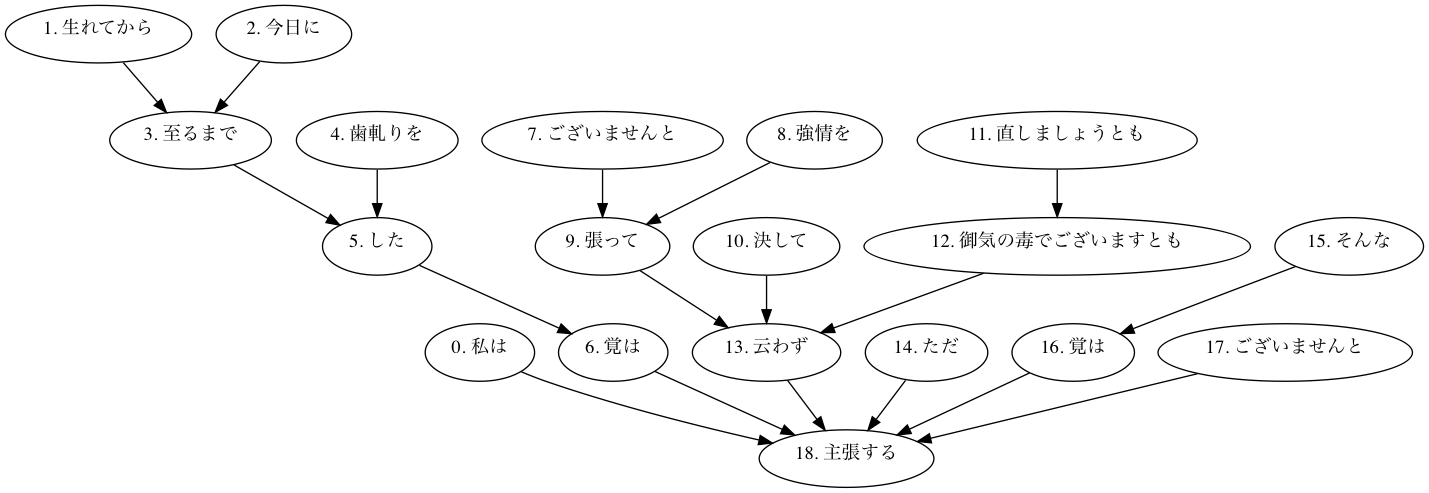 1. 生れてから
2. 今日に
3. 至るまで
4. 歯軋りを
7. ございませんと
8. 強情を
11. 直しましょうとも
5. した
9. 張って
10. 決して
12. 御気の毒でございますとも
15. そんな
0. 私は
6. 覚は
13. 云わず
14. ただ
16. 覚は
17. ございませんと
18. 主張する